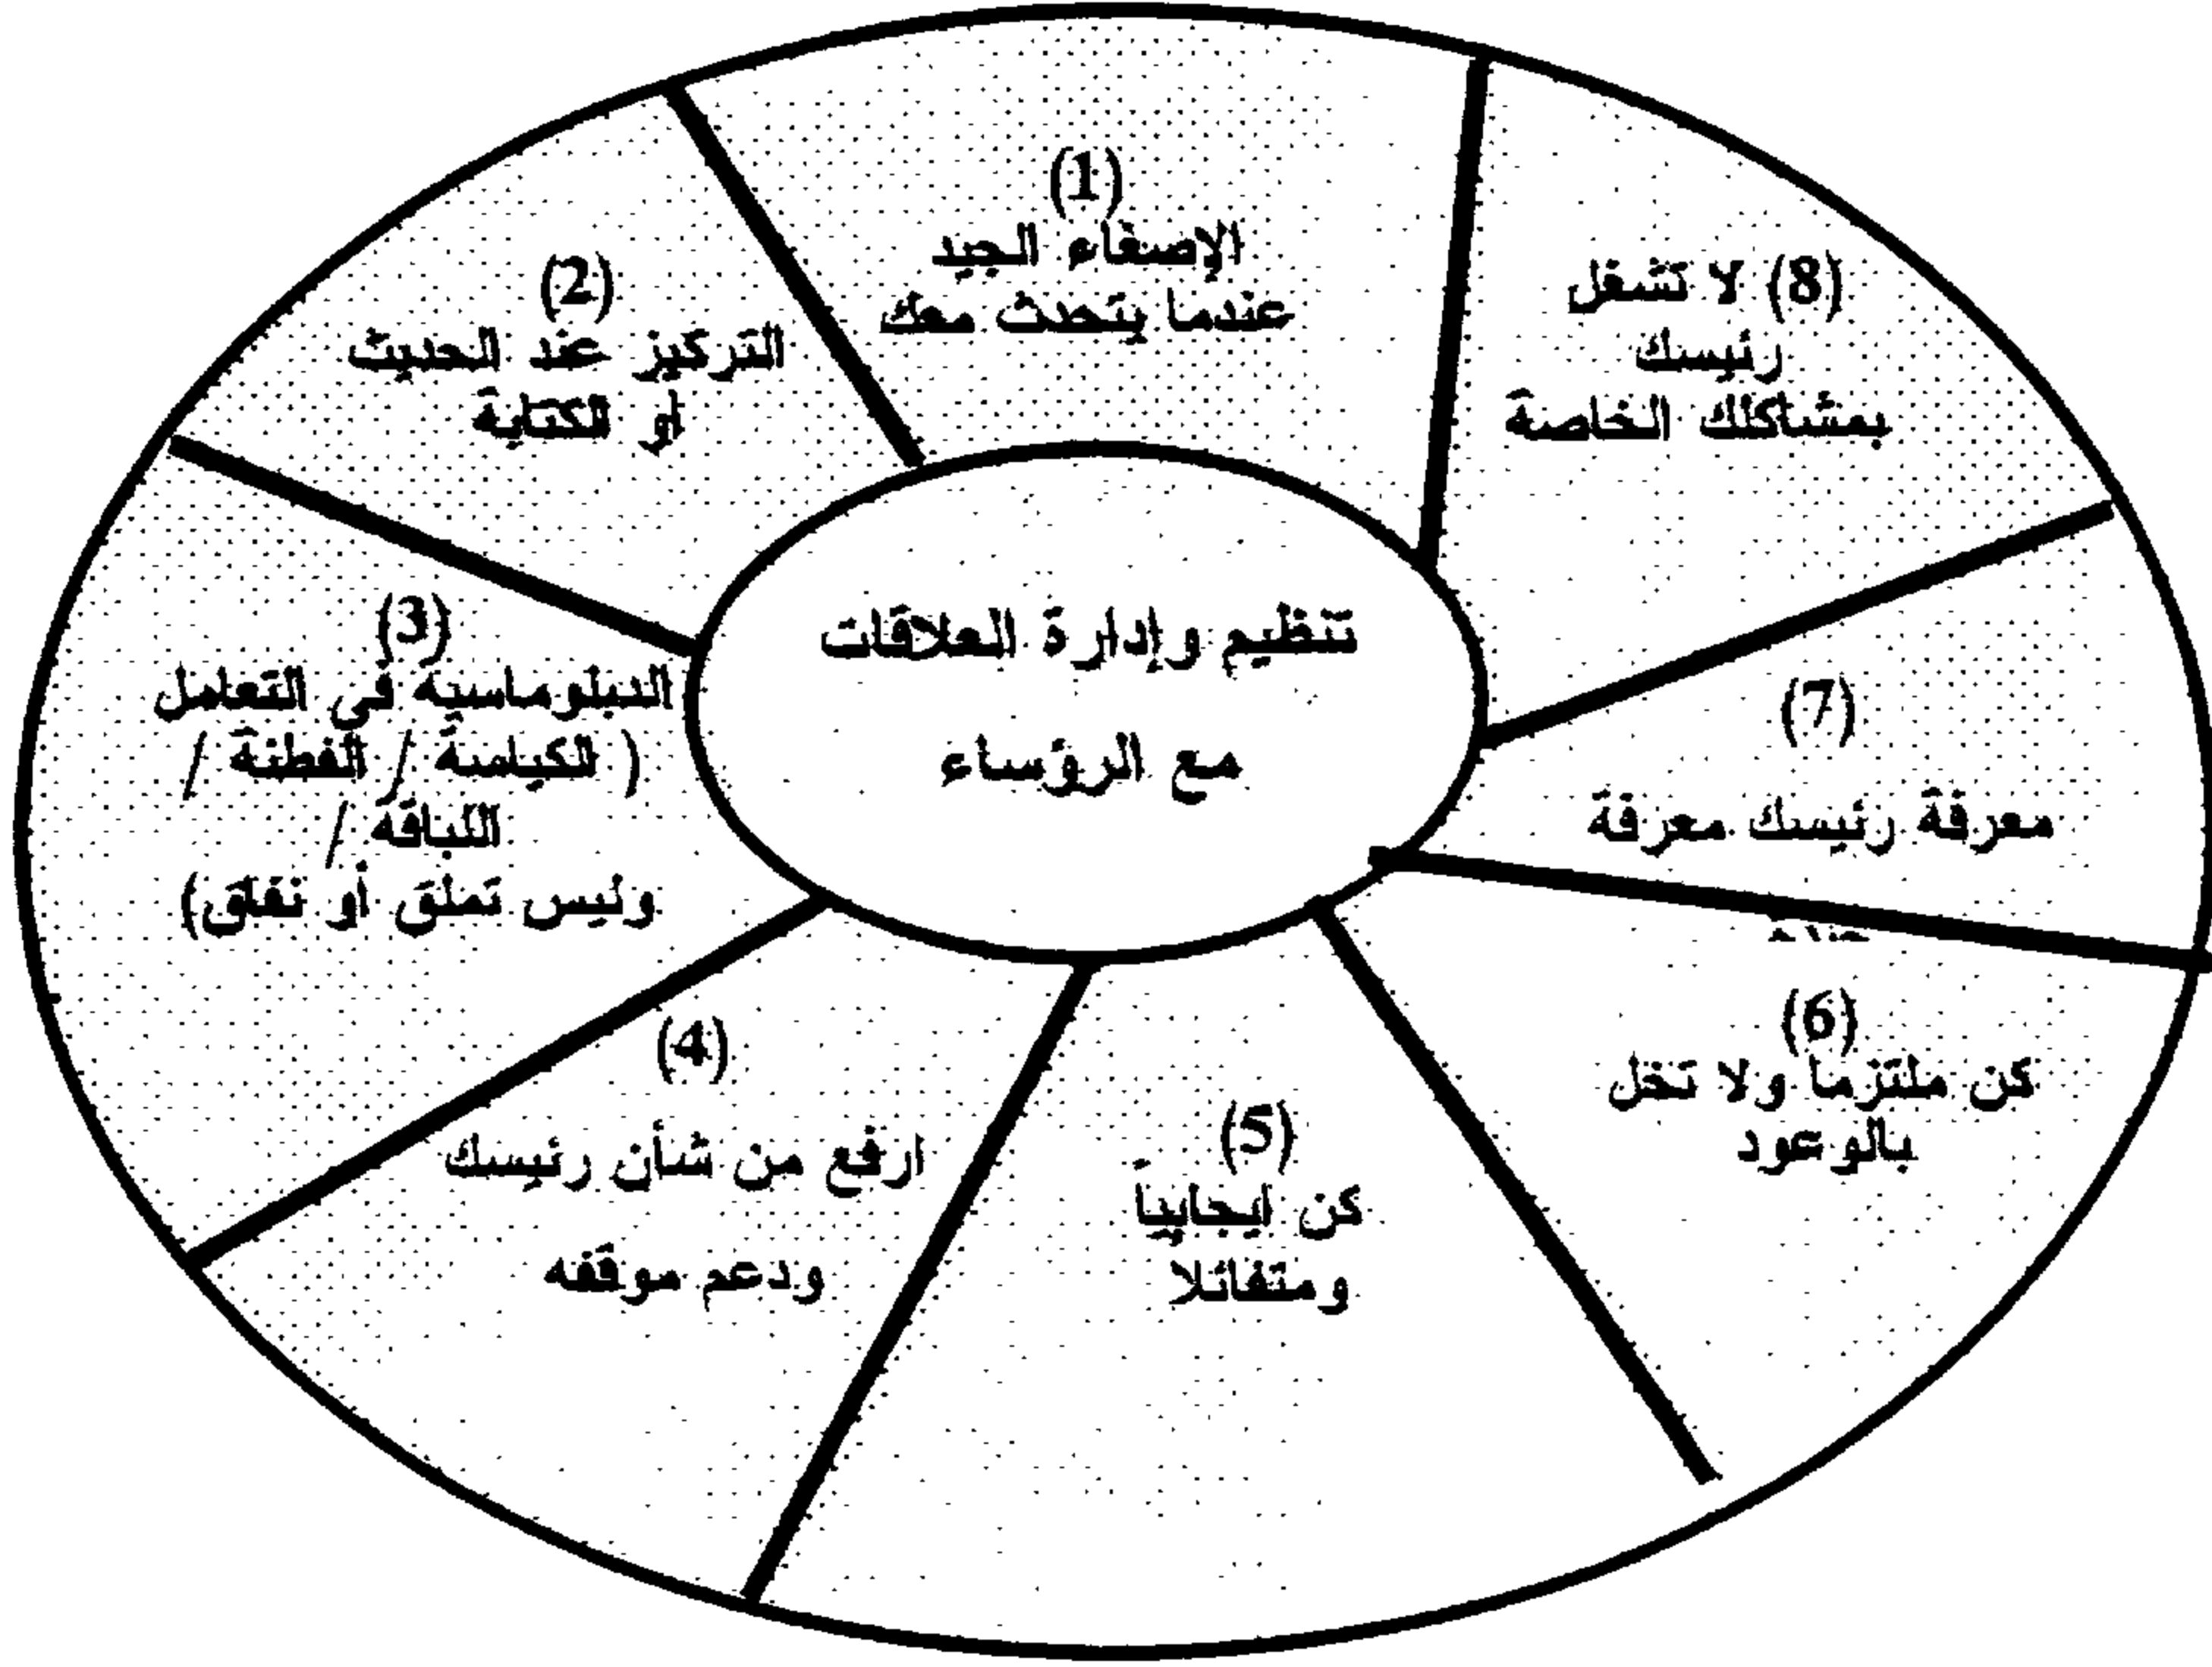 تنظيم وإدارة العلاقات
مع الرؤساء
(1)
الإصغاء الجيد
عندما يتحدث معك
(2)
التركيز عند الحديث
أو الكتابة
(3)
الدبلوماسية في التعامل
( الكياسة / الفطنة /
اللباقة /
وليس تملق أو نفاق)
(4)
ارفع من شأن رئيسك
ودعم موقفه
(5)
كن ايجابياً
ومتفائلا
(6)
كن ملتزماً ولا تخل
بالوعود
(7)
معرفة رئيسك معرفة
(8) لا تشغل
رئيسك
بمشاكلك الخاصة